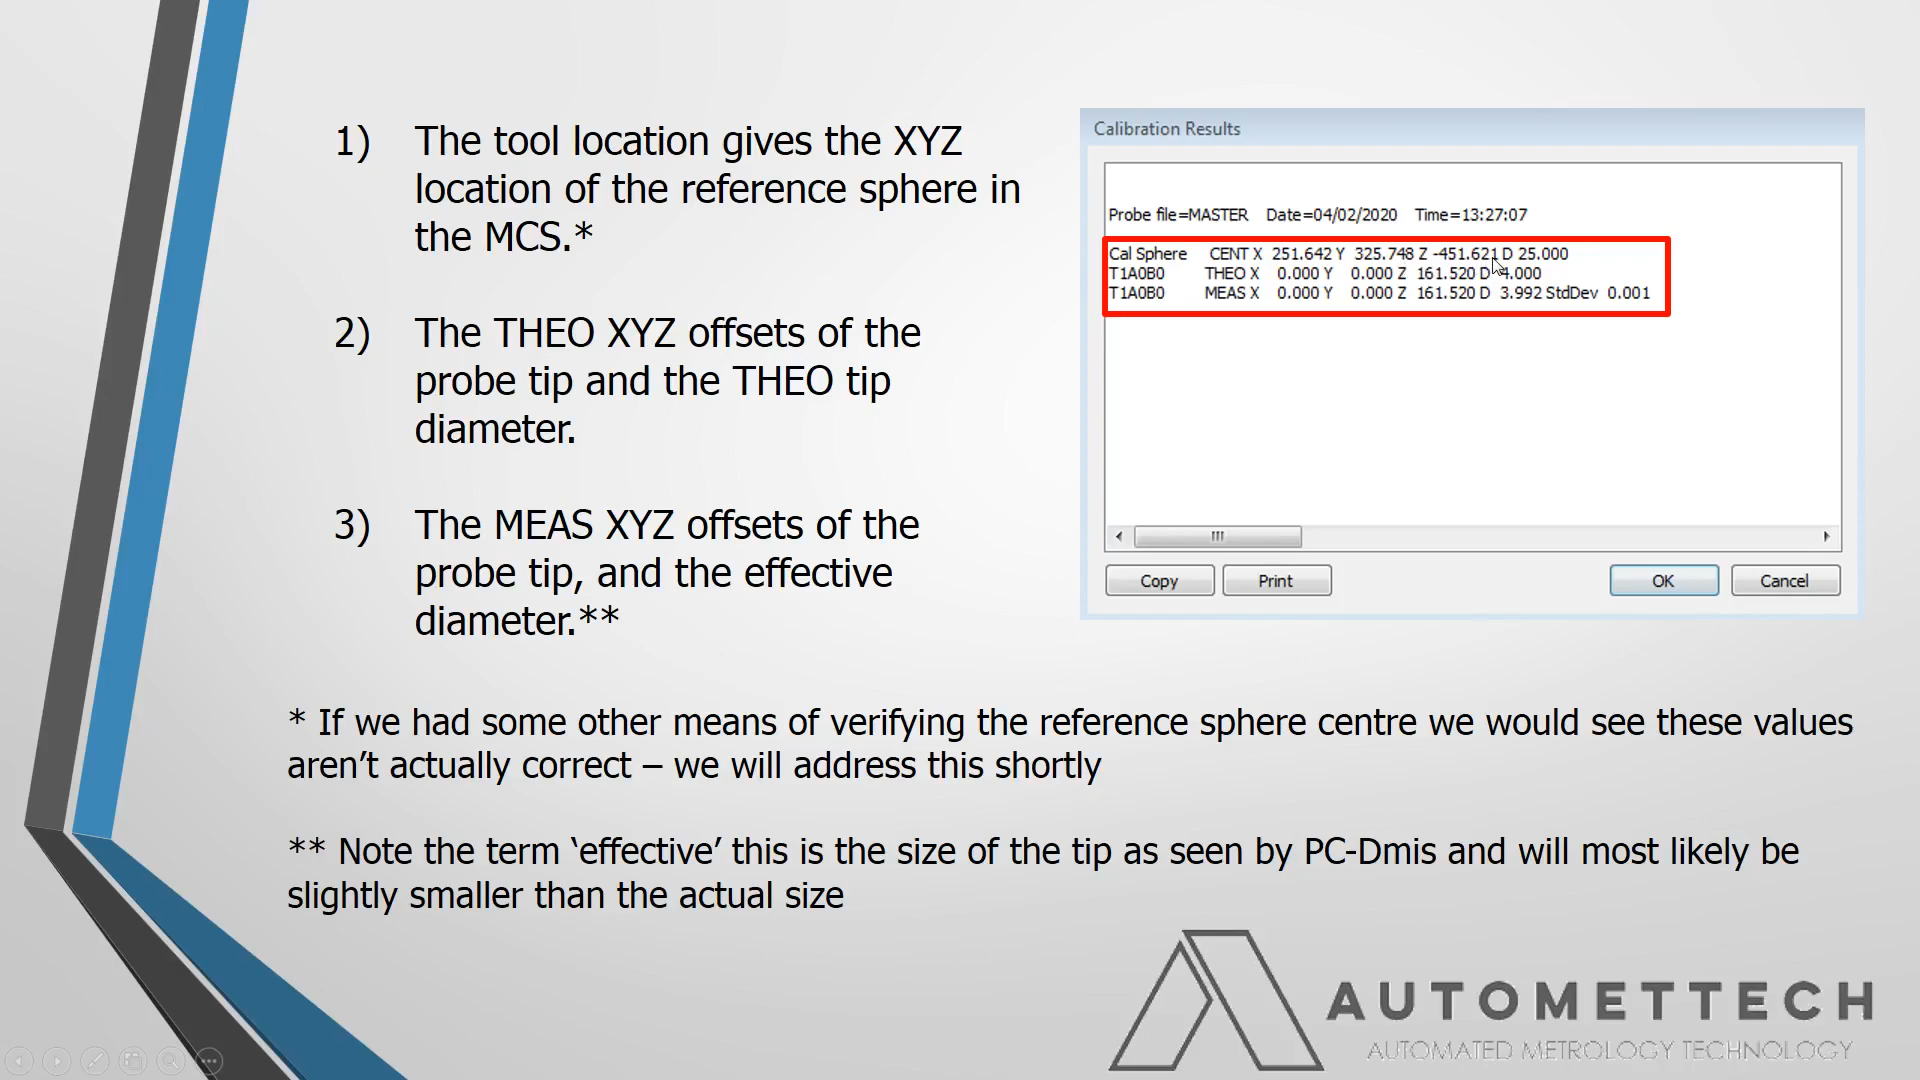 1) The tool location gives the XYZ
location of the reference sphere in
the MCS.*
2) The THEO XYZ offsets of the
probe tip and the THEO tip
diameter.
3) The MEAS XYZ offsets of the
probe tip, and the effective
diameter.**
Calibration Results
Probe file=MASTER Date=04/02/2020 Time=13:27:07
Cal Sphere CENT X 251.642 Y 325.748 Z -451.621 D 25.000
T1A0B0 THEO X 0.000 Y 0.000 Z 161.520 D 4.000
T1A0B0 MEAS X 0.000 Y 0.000 Z 161.520 D 3.992 StdDev 0.001
Copy Print OK Cancel
* If we had some other means of verifying the reference sphere centre we would see these values
aren’t actually correct – we will address this shortly
** Note the term ‘effective’ this is the size of the tip as seen by PC-Dmis and will most likely be
slightly smaller than the actual size
AUTOMETTECH
AUTOMATED METROLOGY TECHNOLOGY